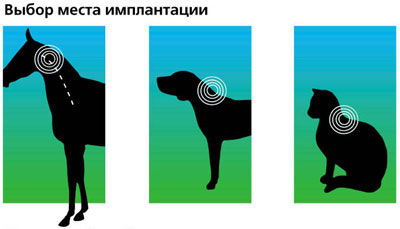 Выбор места имплантации